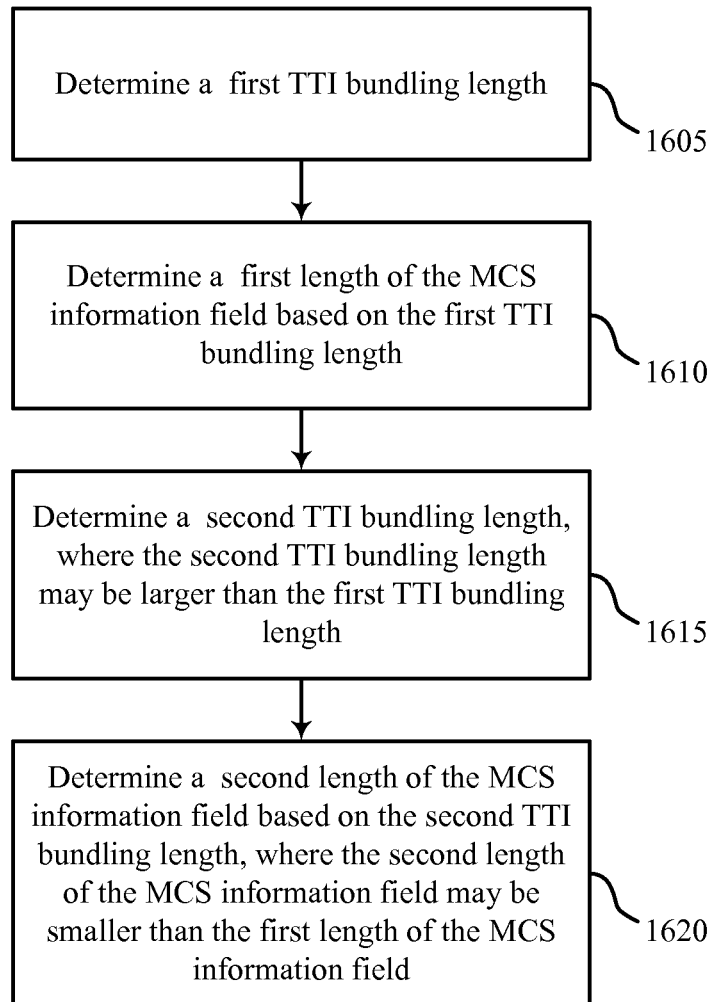 Determine a first TTI bundling length
1605
Determine a first length of the MCS
information field based on the first TTI
bundling length
1610
Determine a second TTI bundling length,
where the second TTI bundling length
may be larger than the first TTI bundling
length
1615
Determine a second length of the MCS
information field based on the second TTI
bundling length, where the second length
of the MCS information field may be
smaller than the first length of the MCS
information field
1620